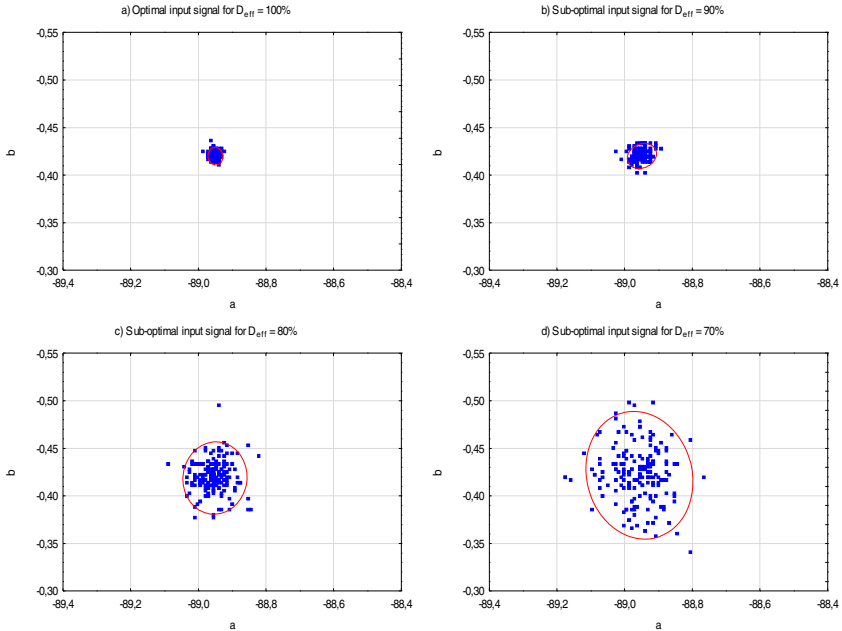 a) Optimal input signal for D_eff = 100%
-0,55
-0,50
-0,45
b
-0,40
-0,35
-0,30
-89,4 -89,2 -89,0 -88,8 -88,6 -88,4
a
b) Sub-optimal input signal for D_eff = 90%
-0,55
-0,50
-0,45
b
-0,40
-0,35
-0,30
-89,4 -89,2 -89,0 -88,8 -88,6 -88,4
a
c) Sub-optimal input signal for D_eff = 80%
-0,55
-0,50
-0,45
b
-0,40
-0,35
-0,30
-89,4 -89,2 -89,0 -88,8 -88,6 -88,4
a
d) Sub-optimal input signal for D_eff = 70%
-0,55
-0,50
-0,45
b
-0,40
-0,35
-0,30
-89,4 -89,2 -89,0 -88,8 -88,6 -88,4
a